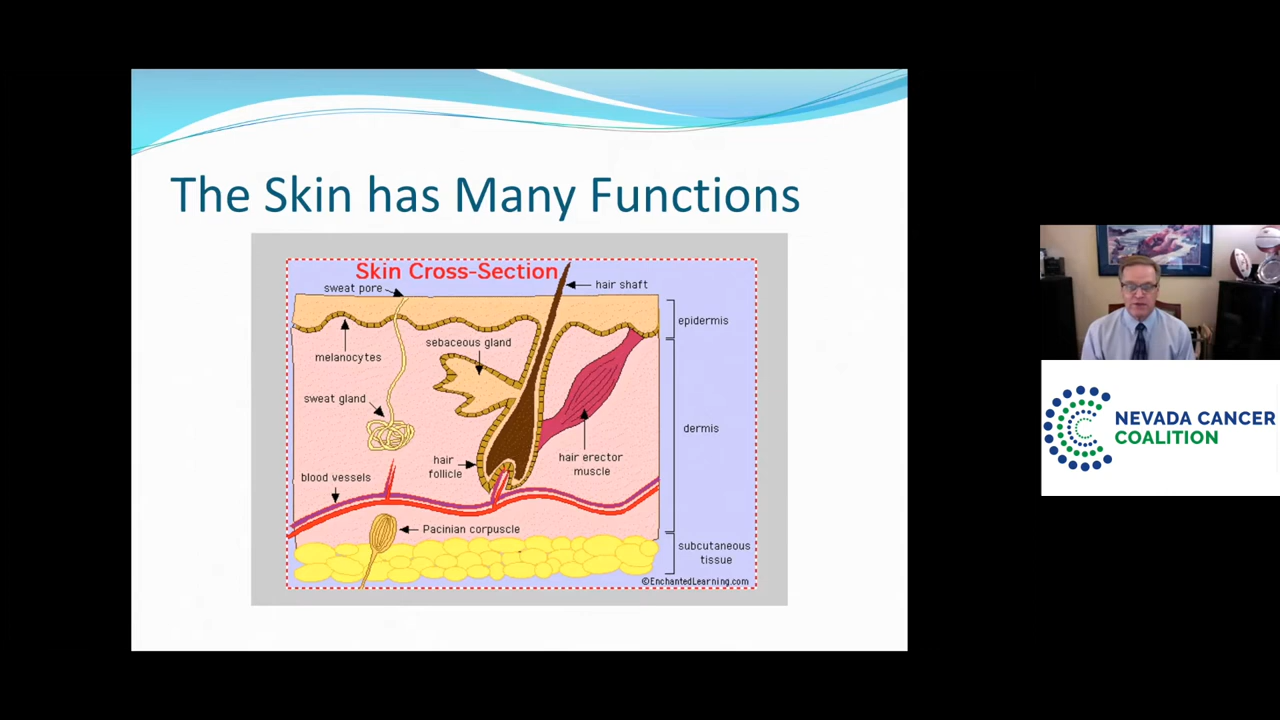 The Skin has Many Functions
Skin Cross-Section
sweat pore
hair shaft
epidermis
melanocytes
sebaceous gland
sweat gland
dermis
hair
follicle
hair erector
muscle
blood vessels
Pacinian corpuscle
subcutaneous
tissue
©EnchantedLearning.com
NEVADA CANCER
COALITION